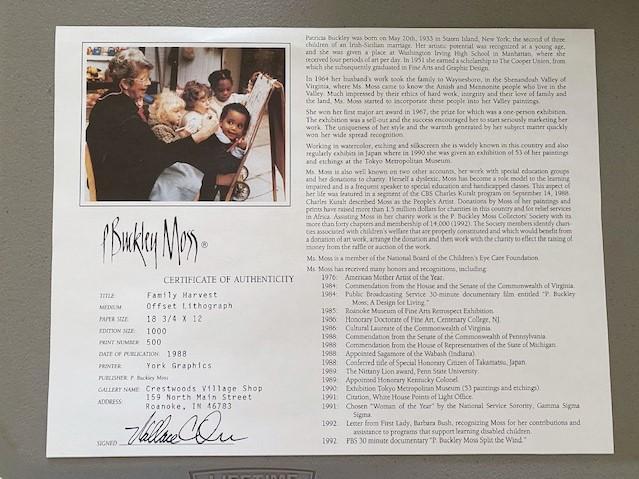 P. Buckley Moss ®
CERTIFICATE OF AUTHENTICITY
TITLE: Family Harvest
MEDIUM: Offset Lithograph
PAPER SIZE: 18 3/4 X 12
EDITION SIZE: 1000
PRINT NUMBER: 500
DATE OF PUBLICATION: 1988
PRINTER: York Graphics
PUBLISHER: P. Buckley Moss
GALLERY NAME: Crestwoods Village Shop
ADDRESS: 159 North Main Street
Roanoke, IN 46783
SIGNED
Patricia Buckley was born on May 20th, 1933 in Staten Island, New York, the second of three
children of an Irish-Sicilian marriage. Her artistic potential was recognized at a young age,
and she was given a place at Washington Irving High School in Manhattan, where she
received four periods of art per day. In 1951 she earned a scholarship to The Cooper Union, from
which she subsequently graduated in Fine Arts and Graphic Design.
In 1964 her husband's work took the family to Waynesboro, in the Shenandoah Valley of
Virginia, where Ms. Moss came to know the Amish and Mennonite people who live in the
Valley. Much impressed by their ethics of hard work, integrity and their love of family and
the land, Ms. Moss started to incorporate these people into her Valley paintings.
She won her first major art award in 1967, the prize for which was a one-person exhibition.
The exhibition was a sell-out and the success encouraged her to start seriously marketing her
work. The uniqueness of her style and the warmth generated by her subject matter quickly
won her wide spread recognition.
Working in watercolor, etching and silkscreen she is widely known in this country and also
regularly exhibits in Japan where in 1990 she was given an exhibition of 53 of her paintings
and etchings at the Tokyo Metropolitan Museum.
Ms. Moss is also well known on two other accounts, her work with special education groups
and her donations to charity. Herself a dyslexic, Moss has become a role model to the learning
impaired and is a frequent speaker to special education and handicapped classes. This aspect of
her life was featured in a segment of the CBS Charles Kuralt program on September 14, 1988.
Charles Kuralt described Moss as the People's Artist. Donations by Moss of her paintings and
prints have raised more than 1.5 million dollars for charities in this country and for relief services
in Africa. Assisting Moss in her charity work is the P. Buckley Moss Collectors' Society with its
more than forty chapters and membership of 14,000 (1992). The Society members identify chari-
ties associated with children's welfare that are properly constituted and which would benefit from
a donation of art work, arrange the donation and then work with the charity to effect the raising of
money from the raffle or auction of the work.
Ms. Moss is a member of the National Board of the Children's Eye Care Foundation.
Ms. Moss has received many honors and recognitions, including:
1976: American Mother Artist of the Year.
1984: Commendation from the House and the Senate of the Commonwealth of Virginia.
1984: Public Broadcasting Service 30-minute documentary film entitled "P. Buckley
Moss; A Design for Living."
1985: Roanoke Museum of Fine Arts Retrospect Exhibition.
1986: Honorary Doctorate of Fine Art, Centenary College, NJ.
1986: Cultural Laureate of the Commonwealth of Virginia.
1988: Commendation from the Senate of the Commonwealth of Pennsylvania.
1988: Commendation from the House of Representatives of the State of Michigan.
1988: Appointed Sagamore of the Wabash (Indiana).
1988: Conferred title of Special Honorary Citizen of Takamatsu, Japan.
1989: The Nittany Lion award, Penn State University.
1989: Appointed Honorary Kentucky Colonel.
1990: Exhibition Tokyo Metropolitan Museum (53 paintings and etchings).
1991: Citation, White House Points of Light Office.
1991: Chosen "Woman of the Year" by the National Service Sorority, Gamma Sigma
Sigma.
1992: Letter from First Lady, Barbara Bush, recognizing Moss for her contributions and
assistance to programs that support learning disabled children.
1992: PBS 30 minute documentary "P. Buckley Moss Split the Wind."
LIFETIME